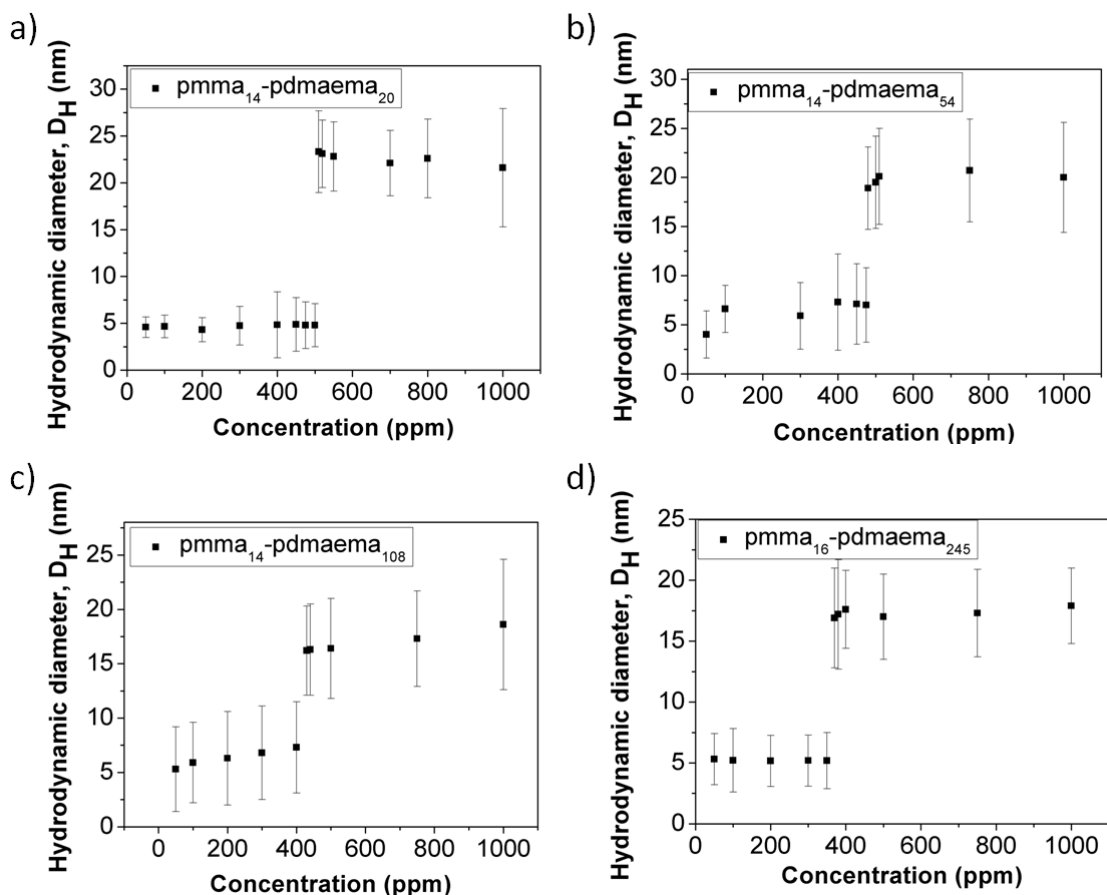 a)
Hydrodynamic diameter, D_H (nm)
30
25
20
15
10
5
0
pmma₁₄-pdmaema₂₀
0 200 400 600 800 1000
Concentration (ppm)
b)
Hydrodynamic diameter, D_H (nm)
30
25
20
15
10
5
0
pmma₁₄-pdmaema₅₄
0 200 400 600 800 1000
Concentration (ppm)
c)
Hydrodynamic diameter, D_H (nm)
25
20
15
10
5
0
pmma₁₄-pdmaema₁₀₈
0 200 400 600 800 1000
Concentration (ppm)
d)
Hydrodynamic diameter, D_H (nm)
25
20
15
10
5
0
pmma₁₆-pdmaema₂₄₅
0 200 400 600 800 1000
Concentration (ppm)